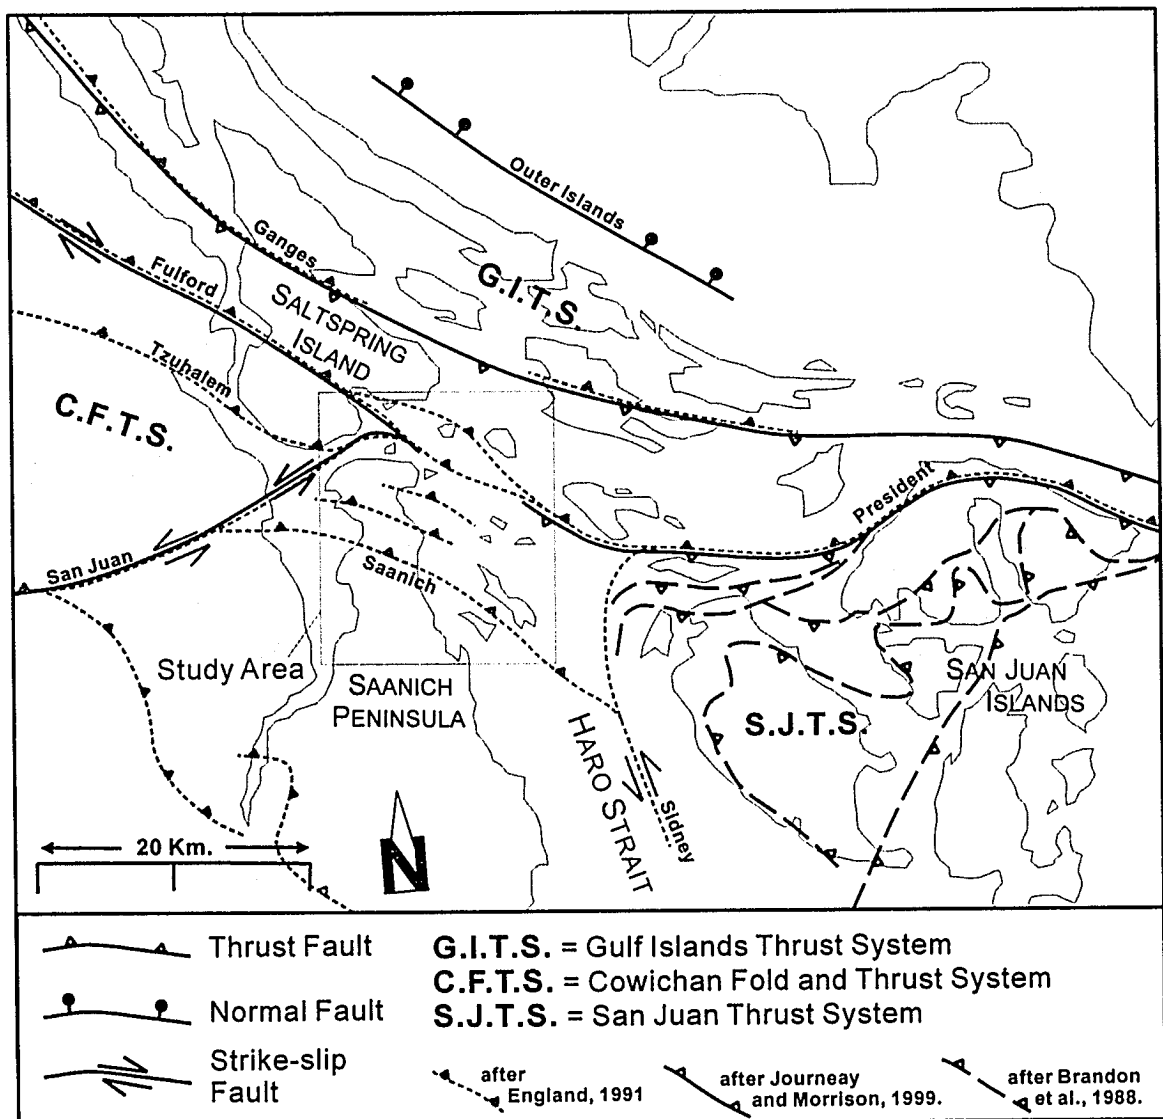 Outer Islands
Ganges
G.I.T.S.
Fulford
SALTSPRING
ISLAND
Tzuhalem
C.F.T.S.
President
San Juan
Saanich
Study Area
SAANICH
PENINSULA
SAN JUAN
ISLANDS
S.J.T.S.
HARO STRAIT
Sidney
20 Km.
N
Thrust Fault
Normal Fault
Strike-slip
Fault
G.I.T.S. = Gulf Islands Thrust System
C.F.T.S. = Cowichan Fold and Thrust System
S.J.T.S. = San Juan Thrust System
after
England, 1991
after Journeay
and Morrison, 1999.
after Brandon
et al., 1988.